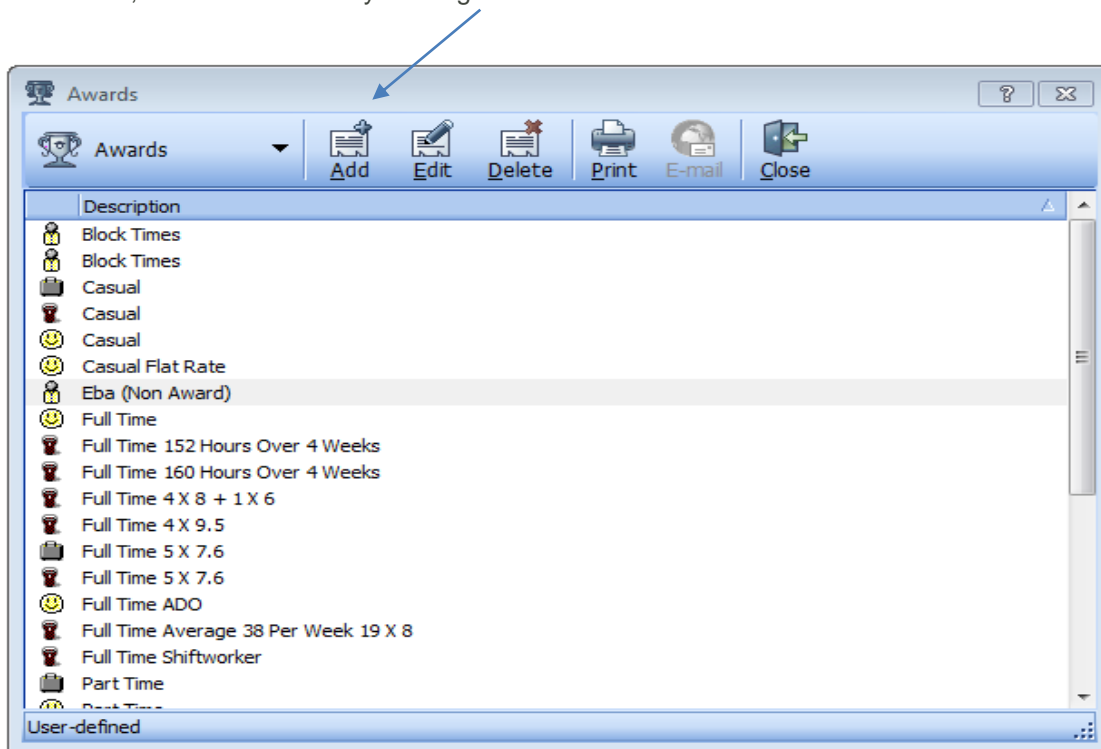 Awards
Awards Add Edit Delete Print E-mail Close
Description
Block Times
Block Times
Casual
Casual
Casual
Casual Flat Rate
Eba (Non Award)
Full Time
Full Time 152 Hours Over 4 Weeks
Full Time 160 Hours Over 4 Weeks
Full Time 4 X 8 + 1 X 6
Full Time 4 X 9.5
Full Time 5 X 7.6
Full Time 5 X 7.6
Full Time ADO
Full Time Average 38 Per Week 19 X 8
Full Time Shiftworker
Part Time
Part Time
User-defined